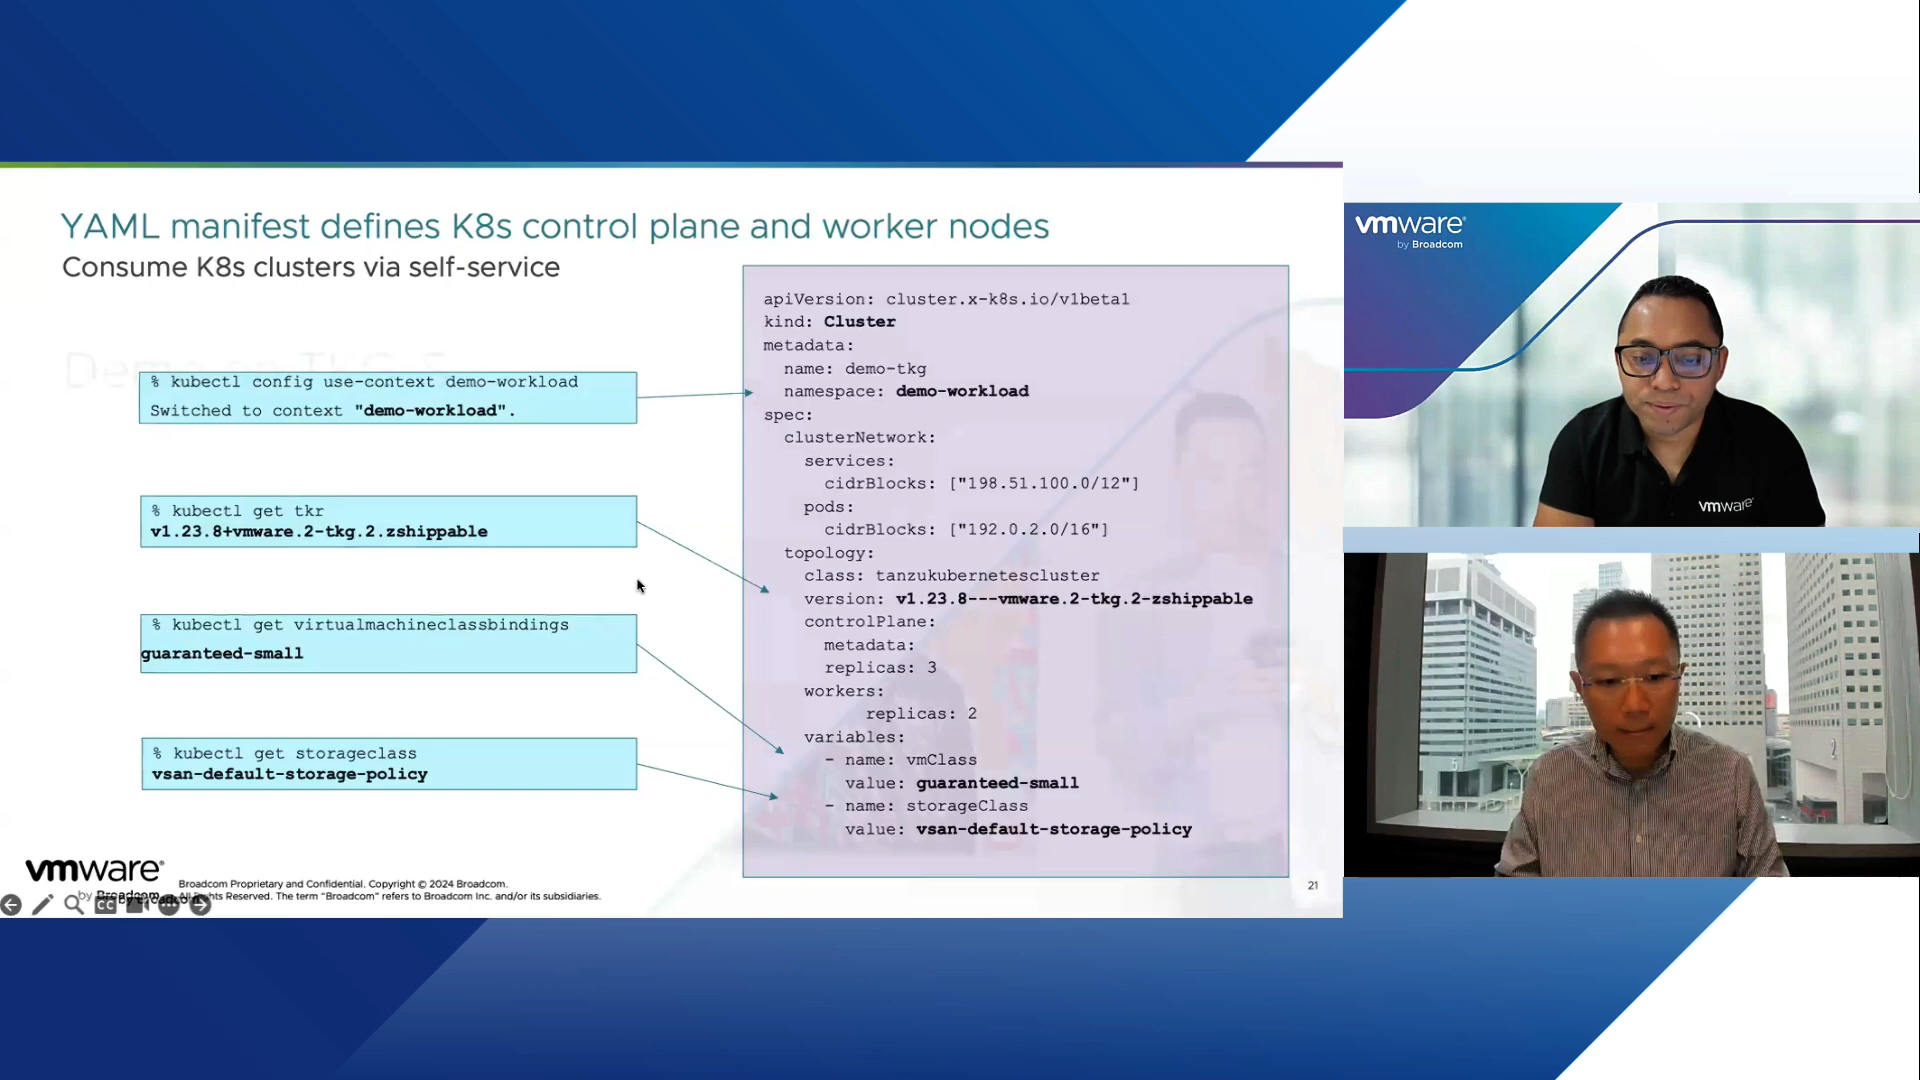 YAML manifest defines K8s control plane and worker nodes
Consume K8s clusters via self-service
% kubectl config use-context demo-workload
Switched to context "demo-workload".
% kubectl get tkr
v1.23.8+vmware.2-tkg.2.zshippable
% kubectl get virtualmachineclassbindings
guaranteed-small
% kubectl get storageclass
vsan-default-storage-policy
apiVersion: cluster.x-k8s.io/v1beta1
kind: Cluster
metadata:
name: demo-tkg
namespace: demo-workload
spec:
clusterNetwork:
services:
cidrBlocks: ["198.51.100.0/12"]
pods:
cidrBlocks: ["192.0.2.0/16"]
topology:
class: tanzukubernetescluster
version: v1.23.8---vmware.2-tkg.2-zshippable
controlPlane:
metadata:
replicas: 3
workers:
replicas: 2
variables:
- name: vmClass
value: guaranteed-small
- name: storageClass
value: vsan-default-storage-policy
vmware®
by Broadcom
Broadcom Proprietary and Confidential. Copyright © 2024 Broadcom.
All Rights Reserved. The term “Broadcom” refers to Broadcom Inc. and/or its subsidiaries.
CC
21
vmware®
by Broadcom
vmware®